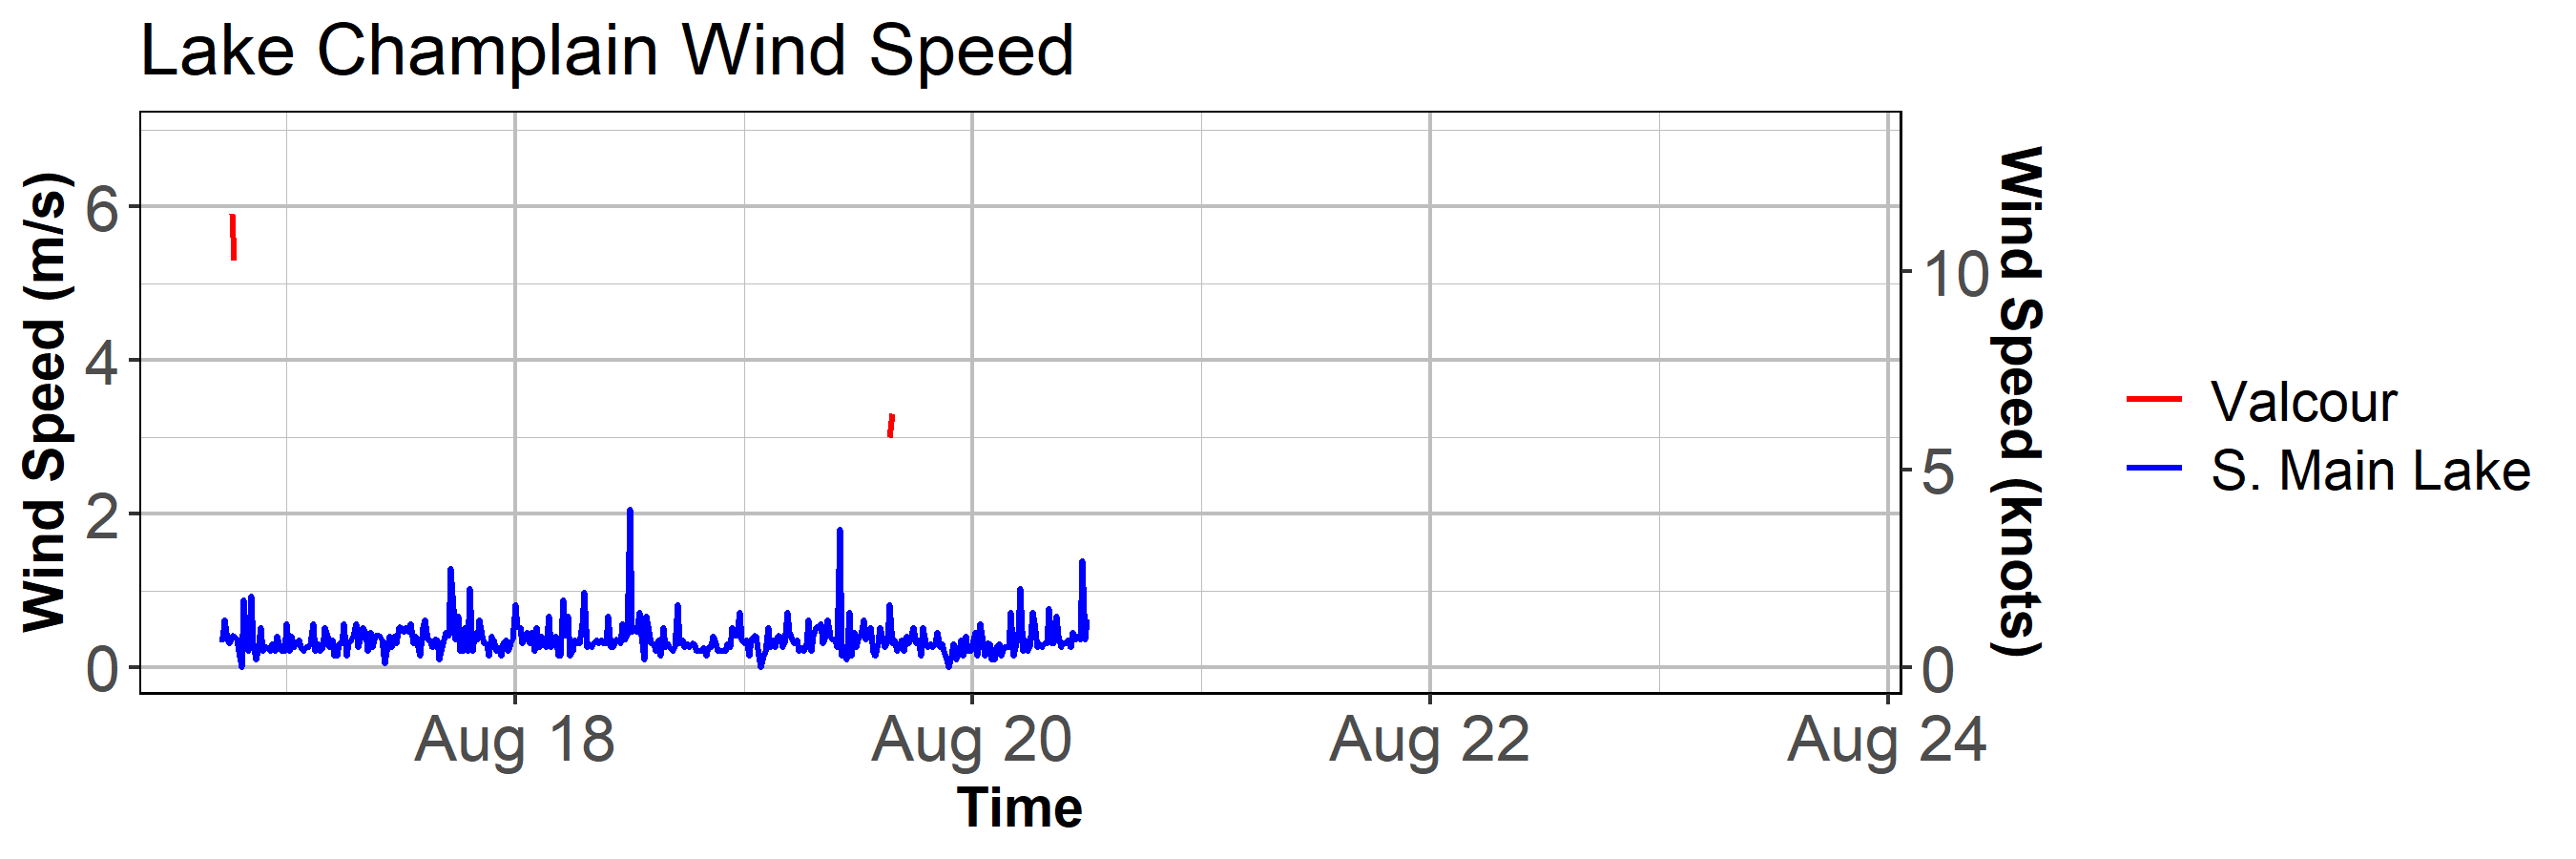 Lake Champlain Wind Speed
Wind Speed (m/s)
6
4
2
0
10
5
0
Wind Speed (knots)
Valcour
S. Main Lake
Aug 18
Aug 20
Aug 22
Aug 24
Time